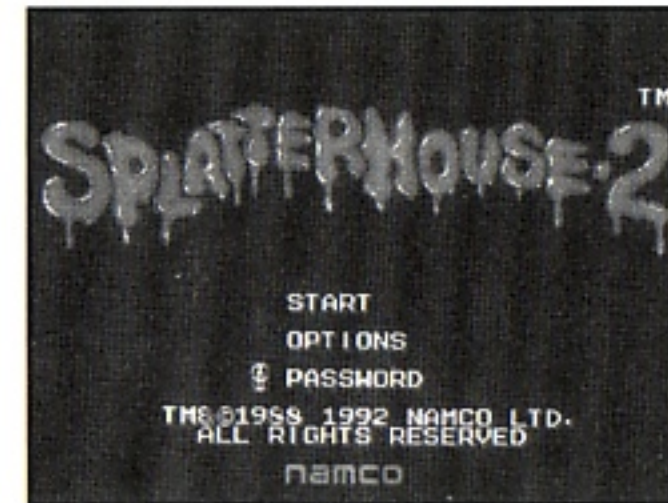 TM
SPLATTERHOUSE·2
START
OPTIONS
PASSWORD
TM&©1988 1992 NAMCO LTD.
ALL RIGHTS RESERVED
namco